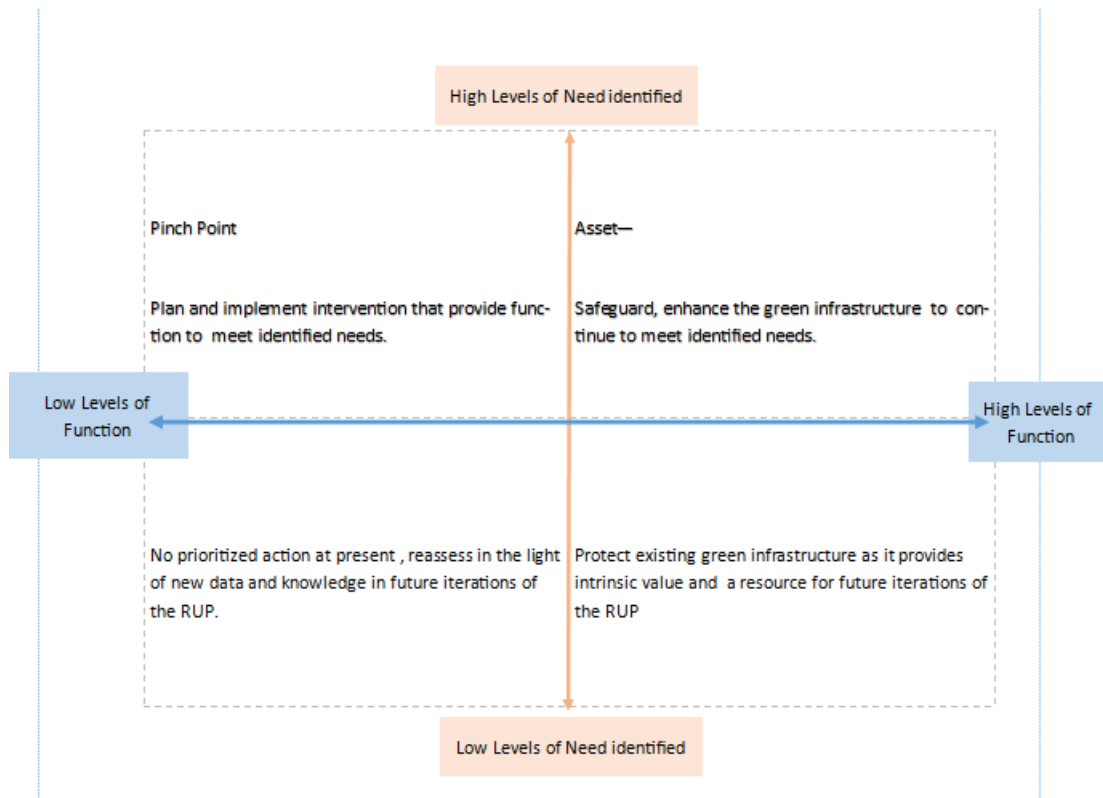 High Levels of Need identified
Pinch Point
Plan and implement intervention that provide func-
tion to meet identified needs.
Asset—
Safeguard, enhance the green infrastructure to con-
tinue to meet identified needs.
Low Levels of
Function
High Levels of
Function
No prioritized action at present , reassess in the light
of new data and knowledge in future iterations of
the RUP.
Protect existing green infrastructure as it provides
intrinsic value and a resource for future iterations of
the RUP
Low Levels of Need identified